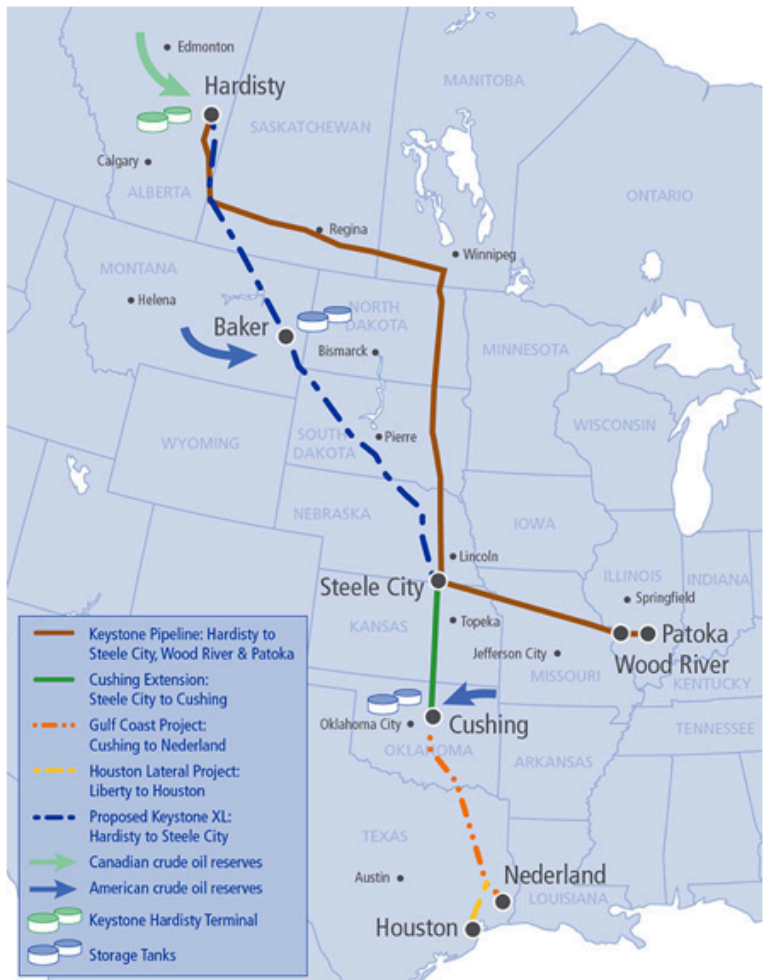 Edmonton
Hardisty
MANITOBA
SASKATCHEWAN
Calgary
ALBERTA
ONTARIO
Regina
Winnipeg
MONTANA
Helena
NORTH
DAKOTA
Baker
Bismarck
MINNESOTA
WISCONSIN
WYOMING
SOUTH
DAKOTA
Pierre
NEBRASKA
IOWA
Lincoln
Steele City
ILLINOIS
INDIANA
Springfield
KANSAS
Topeka
Patoka
Jefferson City
Wood River
MISSOURI
KENTUCKY
Oklahoma City
Cushing
OKLAHOMA
TENNESSEE
ARKANSAS
TEXAS
Austin
Nederland
LOUISIANA
Houston
Keystone Pipeline: Hardisty to
Steele City, Wood River & Patoka
Cushing Extension:
Steele City to Cushing
Gulf Coast Project:
Cushing to Nederland
Houston Lateral Project:
Liberty to Houston
Proposed Keystone XL:
Hardisty to Steele City
Canadian crude oil reserves
American crude oil reserves
Keystone Hardisty Terminal
Storage Tanks